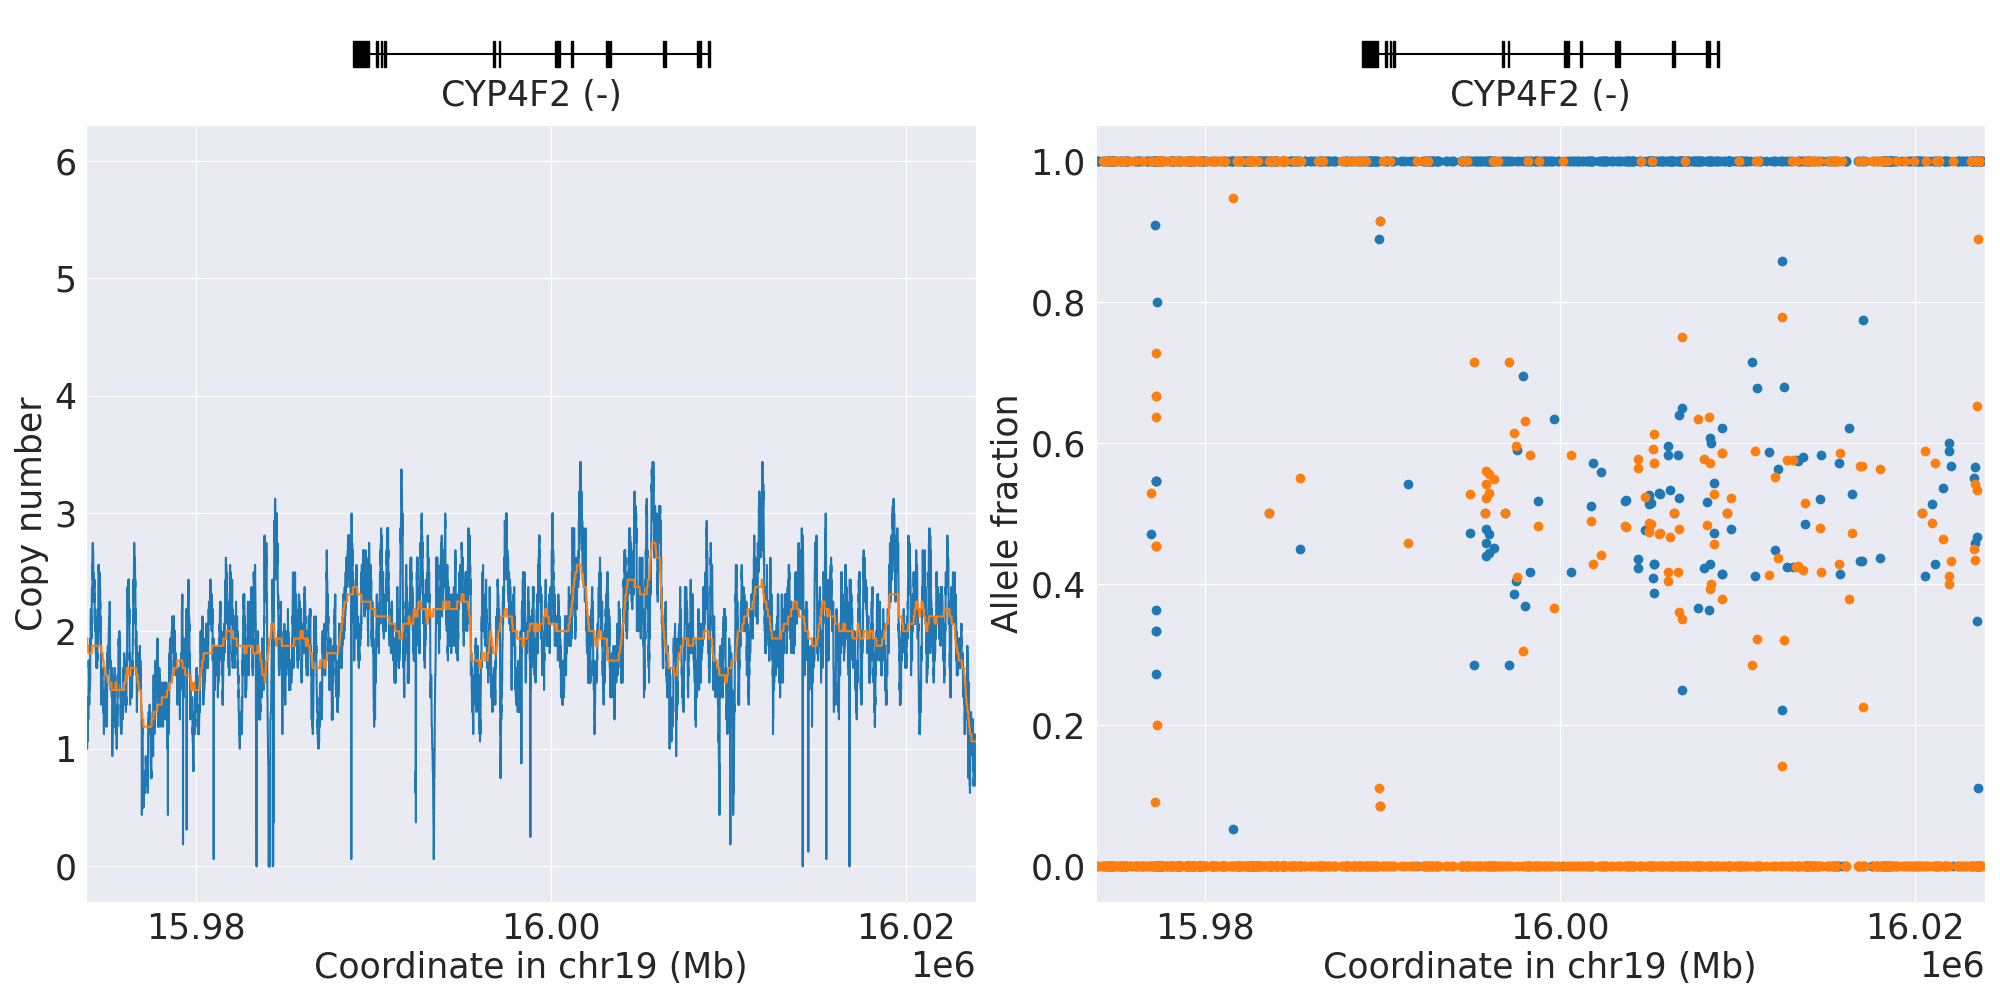 CYP4F2 (-)
6
5
4
3
2
1
0
Copy number
15.98
16.00
16.02
Coordinate in chr19 (Mb)
1e6
CYP4F2 (-)
1.0
0.8
0.6
0.4
0.2
0.0
Allele fraction
15.98
16.00
16.02
Coordinate in chr19 (Mb)
1e6